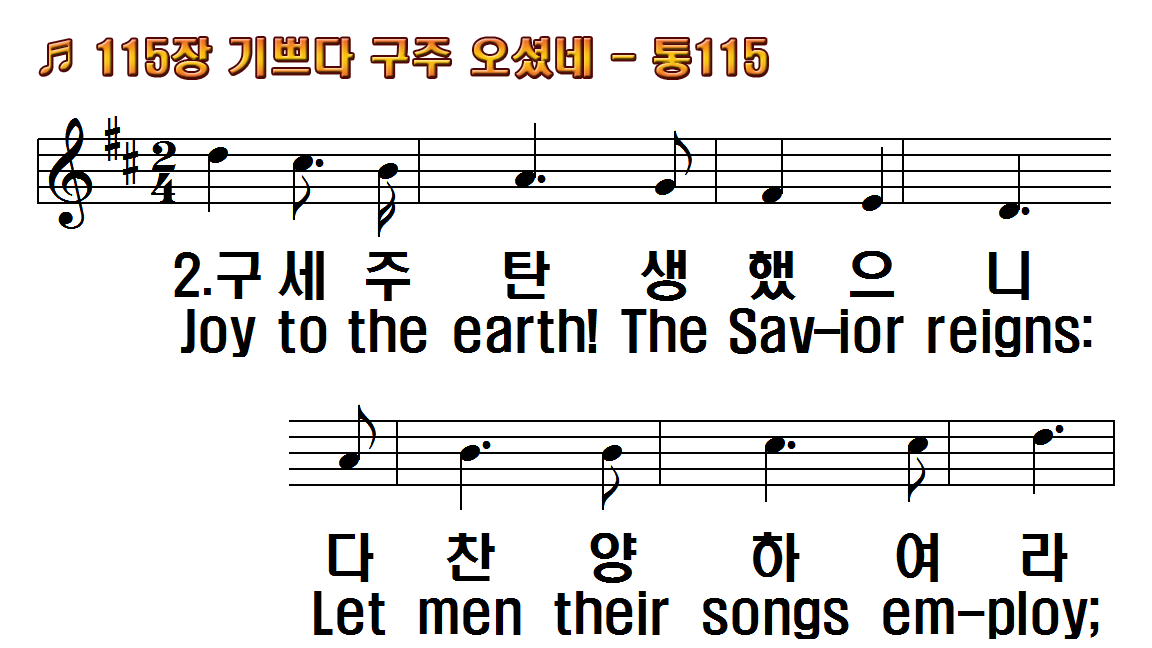 ♬ 115장 기쁘다 구주 오셨네 - 통115
2
4
2.구 세 주 탄 생 했 으 니
Joy to the earth! The Sav-ior reigns:
다 찬 양 하 여 라
Let men their songs em-ploy;